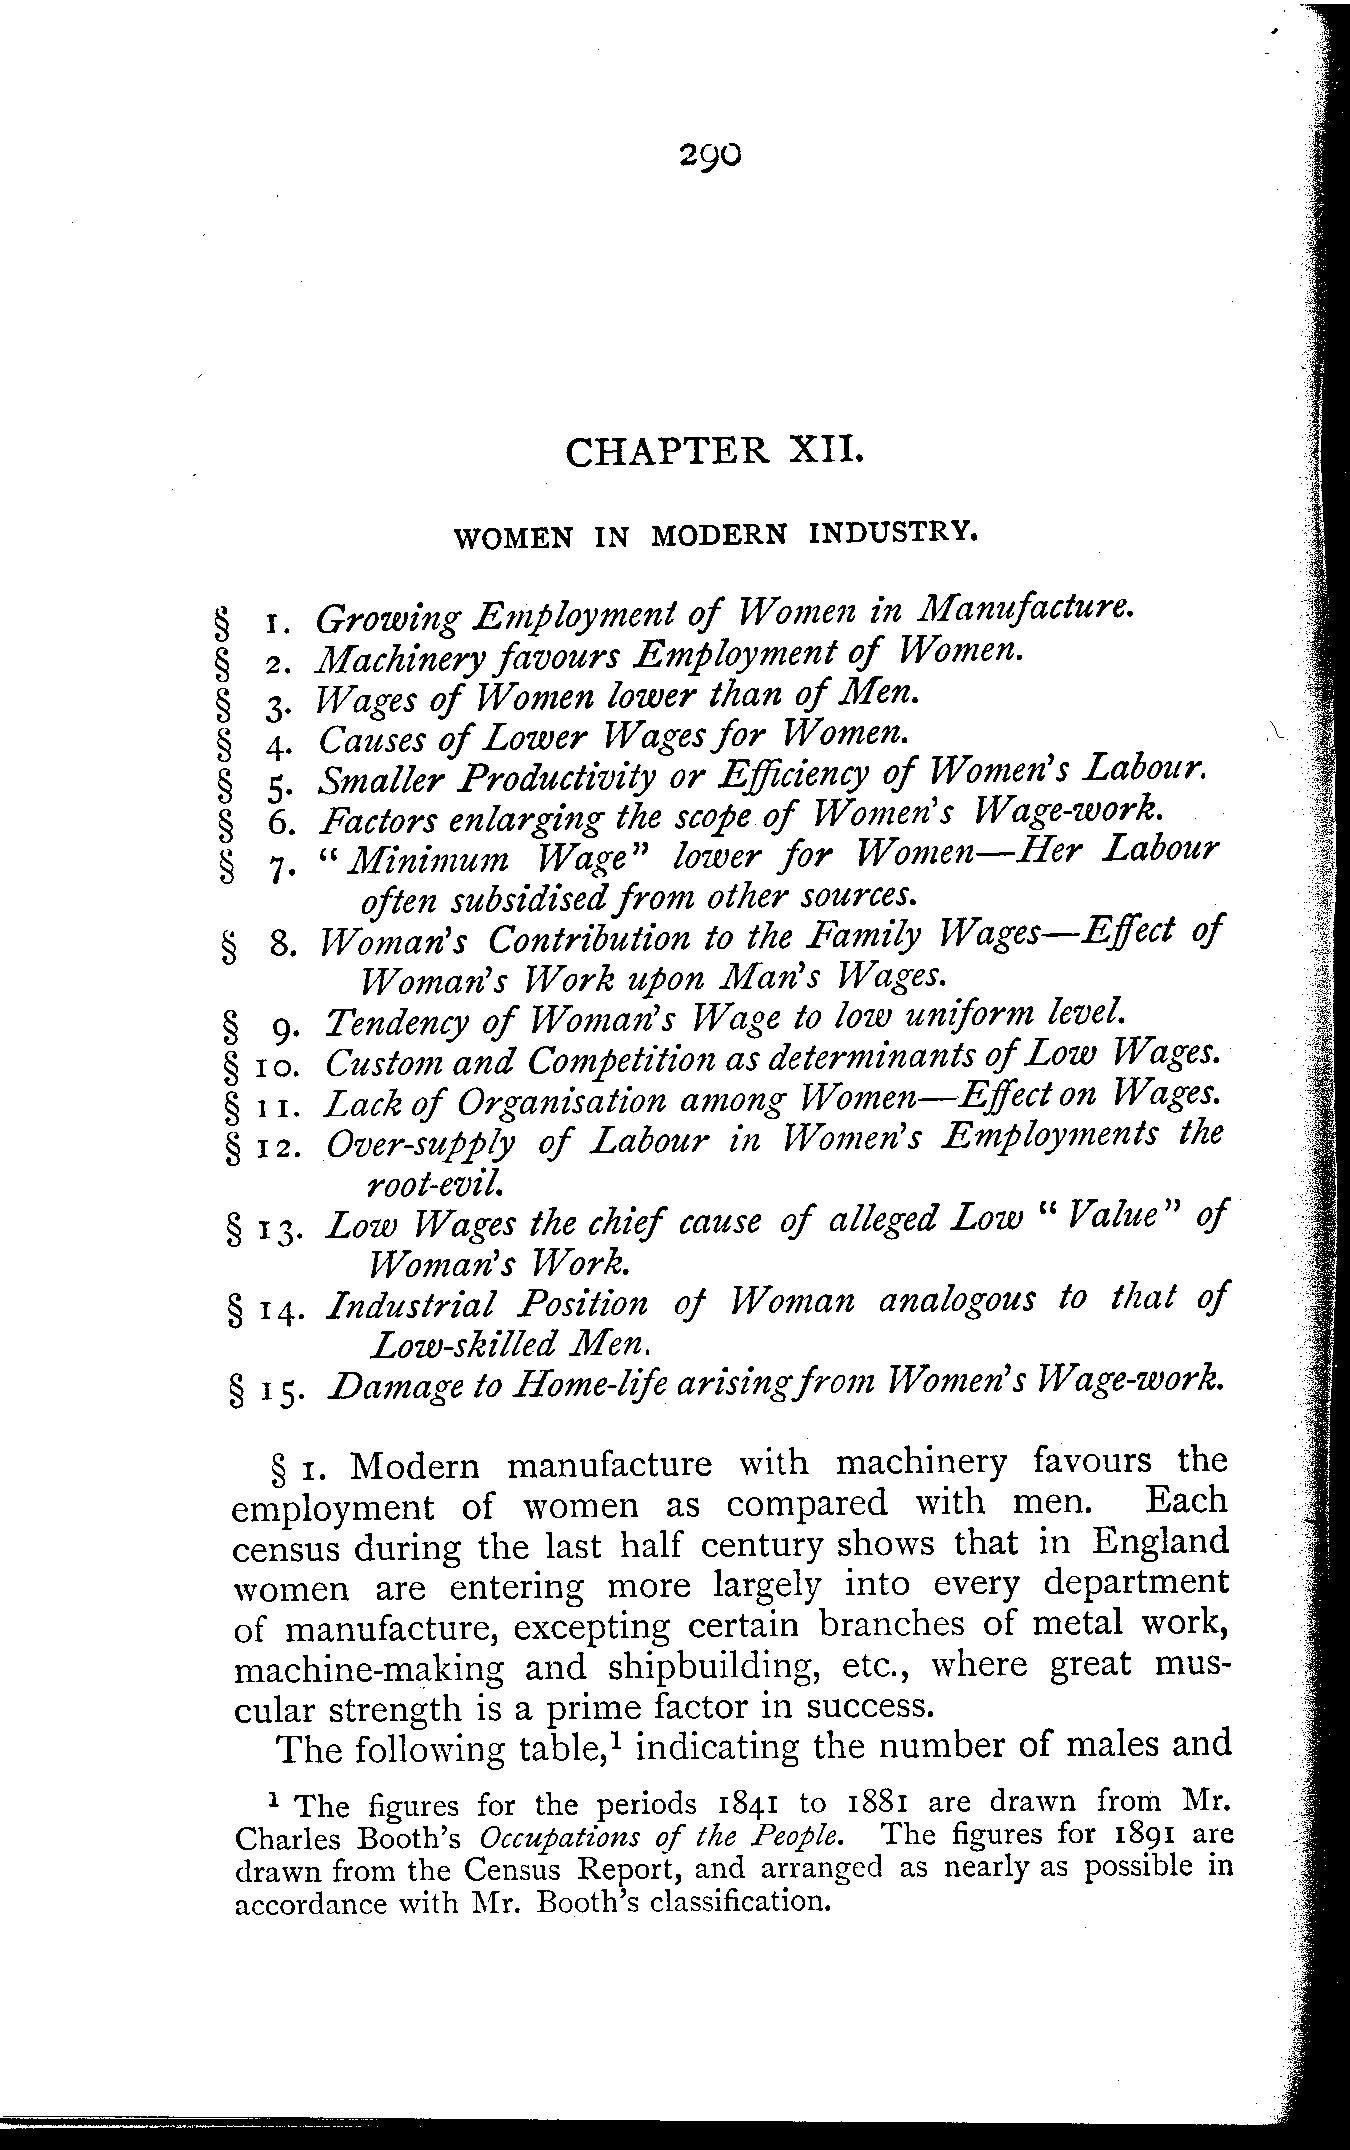 290
CHAPTER XII.
WOMEN IN MODERN INDUSTRY.
§ 1. Growing Employment of Women in Manufacture.
§ 2. Machinery favours Employment of Women.
§ 3. Wages of Women lower than of Men.
§ 4. Causes of Lower Wages for Women.
§ 5. Smaller Productivity or Efficiency of Women's Labour.
§ 6. Factors enlarging the scope of Women's Wage-work.
§ 7. "Minimum Wage" lower for Women—Her Labour
often subsidised from other sources.
§ 8. Woman's Contribution to the Family Wages—Effect of
Woman's Work upon Man's Wages.
§ 9. Tendency of Woman's Wage to low uniform level.
§ 10. Custom and Competition as determinants of Low Wages.
§ 11. Lack of Organisation among Women—Effect on Wages.
§ 12. Over-supply of Labour in Women's Employments the
root-evil.
§ 13. Low Wages the chief cause of alleged Low "Value" of
Woman's Work.
§ 14. Industrial Position of Woman analogous to that of
Low-skilled Men.
§ 15. Damage to Home-life arising from Women's Wage-work.
§ 1. Modern manufacture with machinery favours the
employment of women as compared with men. Each
census during the last half century shows that in England
women are entering more largely into every department
of manufacture, excepting certain branches of metal work,
machine-making and shipbuilding, etc., where great mus-
cular strength is a prime factor in success.
The following table,¹ indicating the number of males and
¹ The figures for the periods 1841 to 1881 are drawn from Mr.
Charles Booth's Occupations of the People. The figures for 1891 are
drawn from the Census Report, and arranged as nearly as possible in
accordance with Mr. Booth's classification.